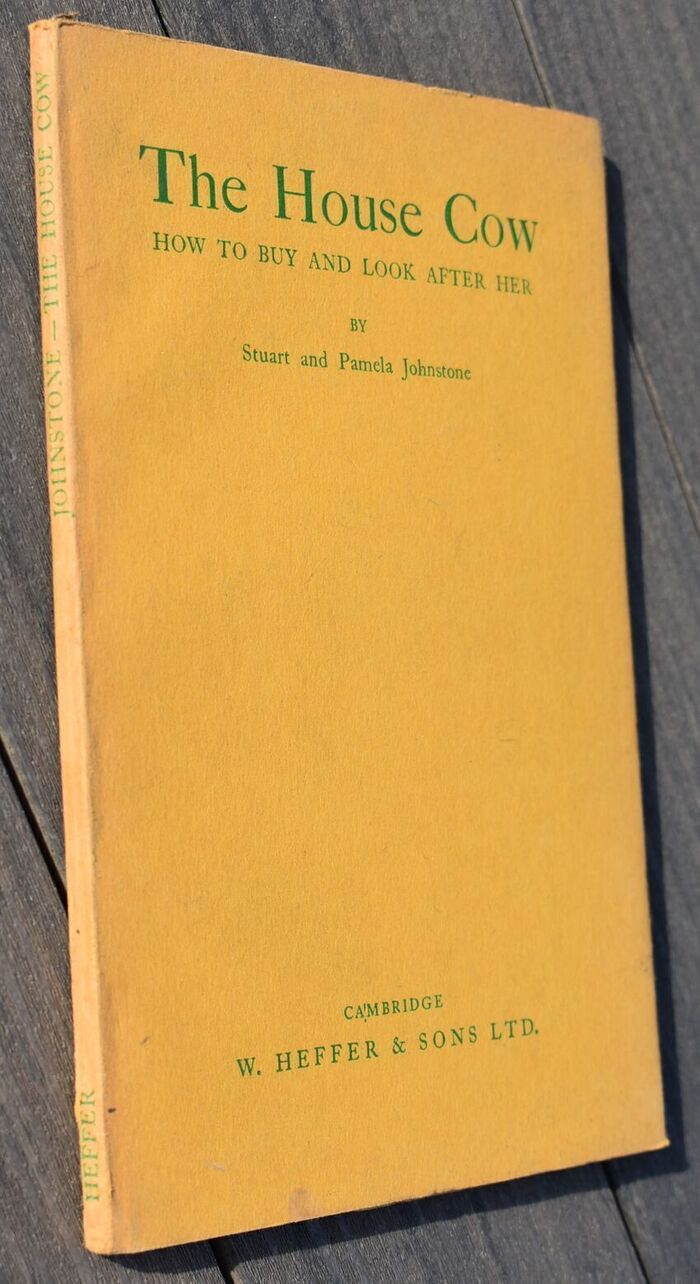 The House Cow
HOW TO BUY AND LOOK AFTER HER
BY
Stuart and Pamela Johnstone
CAMBRIDGE
W. HEFFER & SONS LTD.
JOHNSTONE — THE HOUSE COW
HEFFER